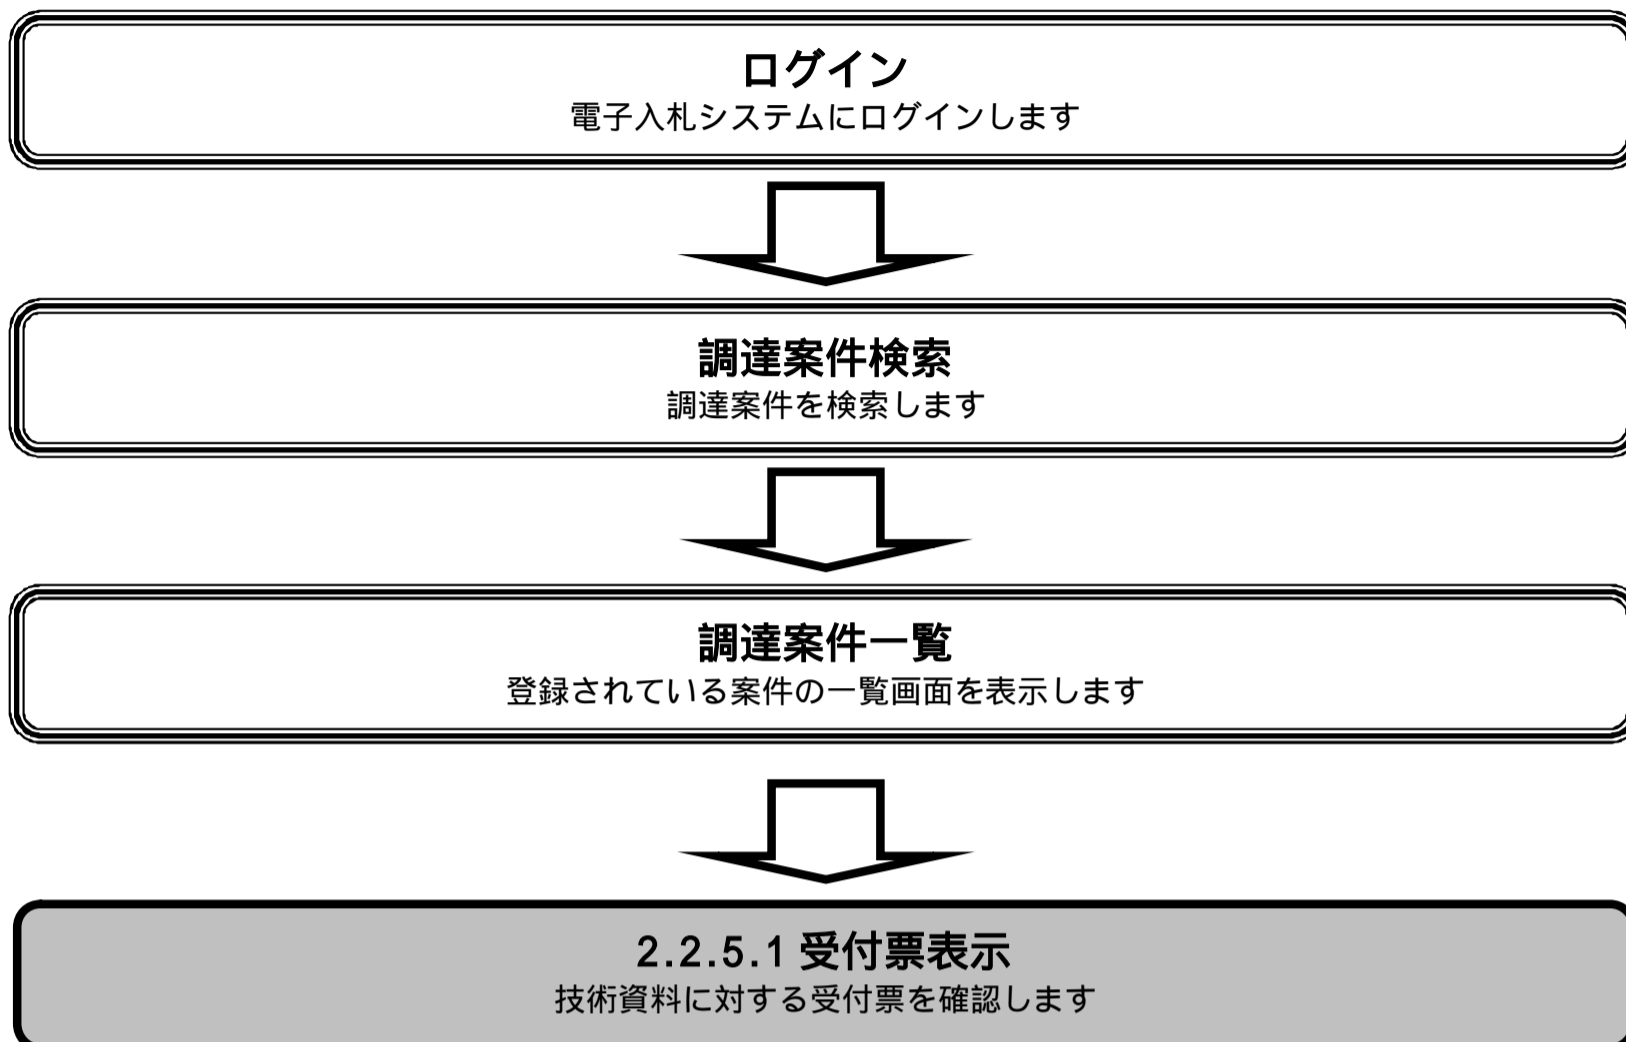 ログイン
電子入札システムにログインします
調達案件検索
調達案件を検索します
調達案件一覧
登録されている案件の一覧画面を表示します
2.2.5.1 受付票表示
技術資料に対する受付票を確認します